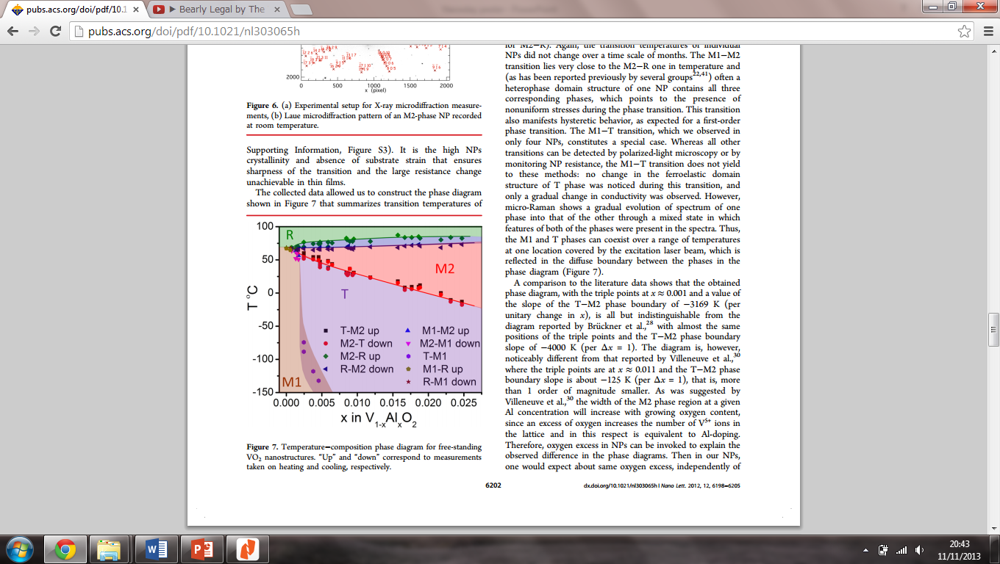 pubs.acs.org/doi/pdf/10.1
Bearly Legal by The
pubs.acs.org/doi/pdf/10.1021/nl303065h
2000
0 500 1000 1500 2000
x (pixel)
Figure 6. (a) Experimental setup for X-ray microdiffraction measure-
ments, (b) Laue microdiffraction pattern of an M2-phase NP recorded
at room temperature.
Supporting Information, Figure S3). It is the high NPs
crystallinity and absence of substrate strain that ensures
sharpness of the transition and the large resistance change
unachievable in thin films.
The collected data allowed us to construct the phase diagram
shown in Figure 7 that summarizes transition temperatures of
100
50
0
-50
-100
-150
T °C
R
M2
T
M1
T-M2 up
M2-T down
M2-R up
R-M2 down
M1-M2 up
M2-M1 down
T-M1
M1-R up
R-M1 down
0.000 0.005 0.010 0.015 0.020 0.025
x in V1-xAlxO2
Figure 7. Temperature−composition phase diagram for free-standing
VO2 nanostructures. “Up” and “down” correspond to measurements
taken on heating and cooling, respectively.
for M2−R). Again, the transition temperatures of individual
NPs did not change over a time scale of months. The M1−M2
transition lies very close to the M2−R one in temperature and
(as has been reported previously by several groups22,41) often a
heterophase domain structure of one NP contains all three
corresponding phases, which points to the presence of
nonuniform stresses during the phase transition. This transition
also manifests hysteretic behavior, as expected for a first-order
phase transition. The M1−T transition, which we observed in
only four NPs, constitutes a special case. Whereas all other
transitions can be detected by polarized-light microscopy or by
monitoring NP resistance, the M1−T transition does not yield
to these methods: no change in the ferroelastic domain
structure of T phase was noticed during this transition, and
only a gradual change in conductivity was observed. However,
micro-Raman shows a gradual evolution of spectrum of one
phase into that of the other through a mixed state in which
features of both of the phases were present in the spectra. Thus,
the M1 and T phases can coexist over a range of temperatures
at one location covered by the excitation laser beam, which is
reflected in the diffuse boundary between the phases in the
phase diagram (Figure 7).
A comparison to the literature data shows that the obtained
phase diagram, with the triple points at x ≈ 0.001 and a value of
the slope of the T−M2 phase boundary of −3169 K (per
unitary change in x), is all but indistinguishable from the
diagram reported by Brückner et al.,28 with almost the same
positions of the triple points and the T−M2 phase boundary
slope of −4000 K (per Δx = 1). The diagram is, however,
noticeably different from that reported by Villeneuve et al.,30
where the triple points are at x ≈ 0.011 and the T−M2 phase
boundary slope is about −125 K (per Δx = 1), that is, more
than 1 order of magnitude smaller. As was suggested by
Villeneuve et al.,30 the width of the M2 phase region at a given
Al concentration will increase with growing oxygen content,
since an excess of oxygen increases the number of V5+ ions in
the lattice and in this respect is equivalent to Al-doping.
Therefore, oxygen excess in NPs can be invoked to explain the
observed difference in the phase diagrams. Then in our NPs,
one would expect about same oxygen excess, independently of
6202
dx.doi.org/10.1021/nl303065h | Nano Lett. 2012, 12, 6198−6205
20:43
11/11/2013